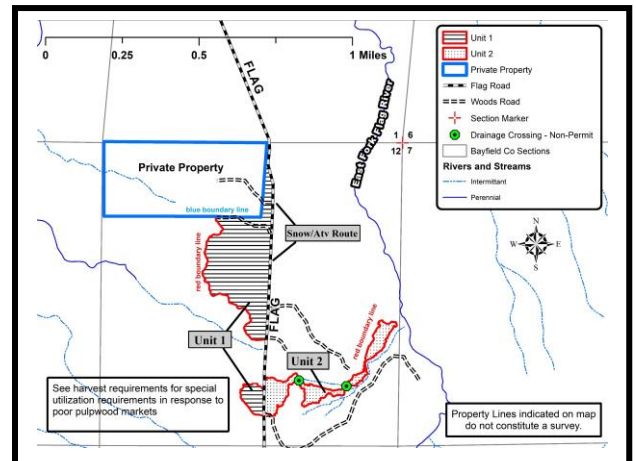 0 0.25 0.5 1 Miles
FLAG
East Fork Flag River
1 6
12 7
Unit 1
Unit 2
Private Property
Flag Road
Woods Road
Section Marker
Drainage Crossing - Non-Permit
Bayfield Co Sections
Rivers and Streams
Intermittant
Perennial
Private Property
blue boundary line
Snow/Atv Route
N
W E
S
red boundary line
FLAG
red boundary line
Unit 1
Unit 2
See harvest requirements for special
utilization requirements in response to
poor pulpwood markets
Property Lines indicated on map
do not constitute a survey.